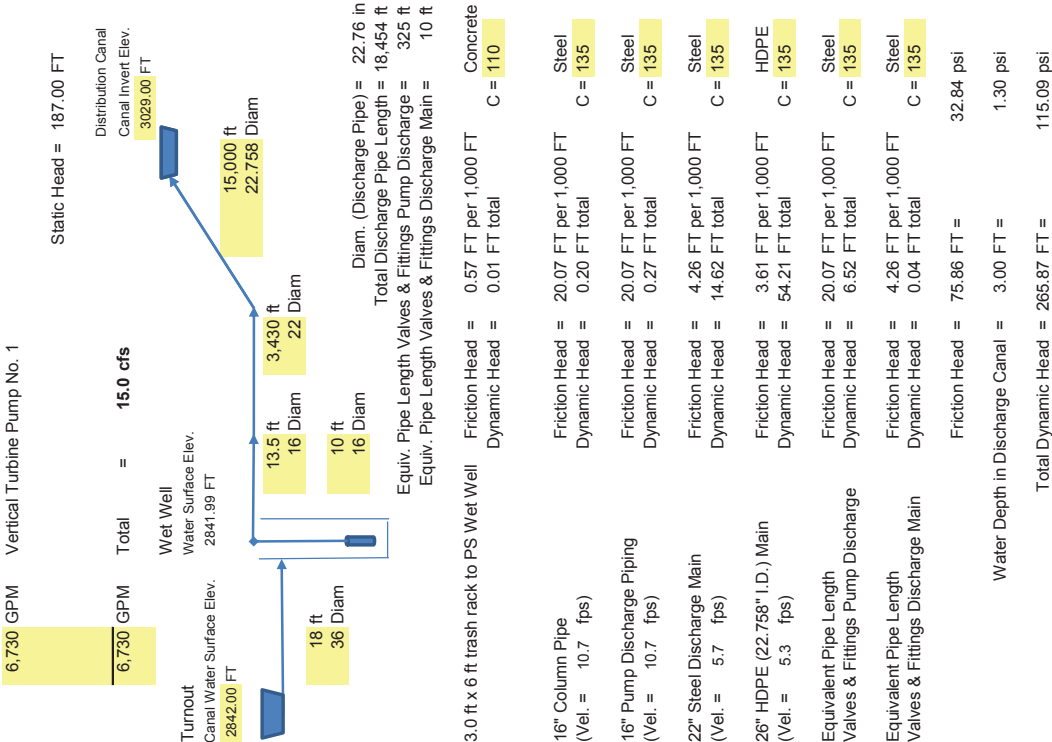 6,730 GPM Vertical Turbine Pump No. 1
6,730 GPM Total = 15.0 cfs
Static Head = 187.00 FT
Turnout
Canal Water Surface Elev.
2842.00 FT
Wet Well
Water Surface Elev.
2841.99 FT
Distribution Canal
Canal Invert Elev.
3029.00 FT
18 ft
36 Diam
13.5 ft
16 Diam
10 ft
16 Diam
3,430 ft
22 Diam
15,000 ft
22.758 Diam
Diam. (Discharge Pipe) = 22.76 in
Total Discharge Pipe Length = 18,454 ft
Equiv. Pipe Length Valves & Fittings Pump Discharge = 325 ft
Equiv. Pipe Length Valves & Fittings Discharge Main = 10 ft
3.0 ft x 6 ft trash rack to PS Wet Well Friction Head = 0.57 FT per 1,000 FT Concrete
Dynamic Head = 0.01 FT total C = 110
16" Column Pipe Friction Head = 20.07 FT per 1,000 FT Steel
(Vel. = 10.7 fps) Dynamic Head = 0.20 FT total C = 135
16" Pump Discharge Piping Friction Head = 20.07 FT per 1,000 FT Steel
(Vel. = 10.7 fps) Dynamic Head = 0.27 FT total C = 135
22" Steel Discharge Main Friction Head = 4.26 FT per 1,000 FT Steel
(Vel. = 5.7 fps) Dynamic Head = 14.62 FT total C = 135
26" HDPE (22.758" I.D.) Main Friction Head = 3.61 FT per 1,000 FT HDPE
(Vel. = 5.3 fps) Dynamic Head = 54.21 FT total C = 135
Equivalent Pipe Length Friction Head = 20.07 FT per 1,000 FT Steel
Valves & Fittings Pump Discharge Dynamic Head = 6.52 FT total C = 135
Equivalent Pipe Length Friction Head = 4.26 FT per 1,000 FT Steel
Valves & Fittings Discharge Main Dynamic Head = 0.04 FT total C = 135
Friction Head = 75.86 FT = 32.84 psi
Water Depth in Discharge Canal = 3.00 FT = 1.30 psi
Total Dynamic Head = 265.87 FT = 115.09 psi